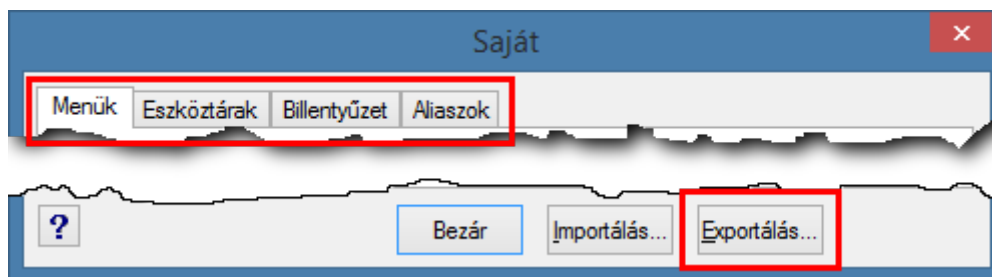 Saját
Menük Eszköztárak Billentyűzet Aliaszok
? Bezár Importálás... Exportálás...